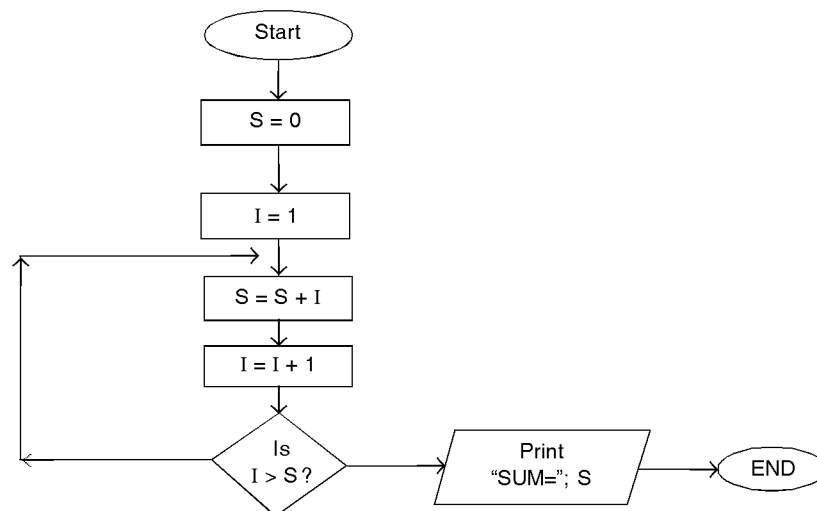 Start
S = 0
I = 1
S = S + I
I = I + 1
Is
I > S ?
Print
“SUM=”; S
END